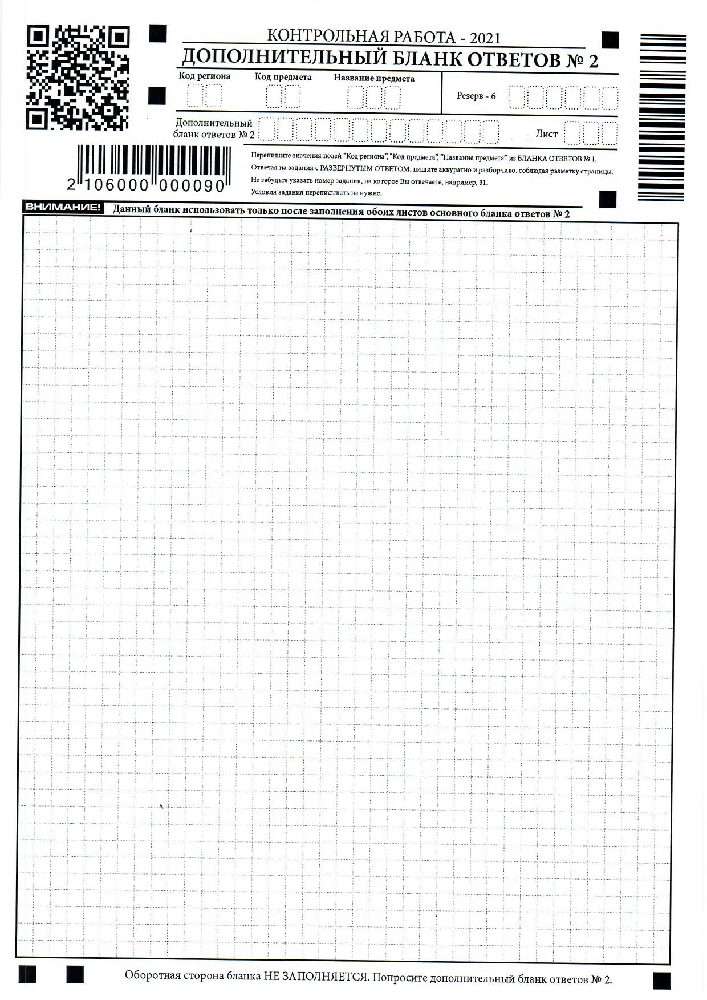 КОНТРОЛЬНАЯ РАБОТА - 2021
ДОПОЛНИТЕЛЬНЫЙ БЛАНК ОТВЕТОВ № 2
Код региона Код предмета Название предмета
Резерв - 6
Дополнительный
бланк ответов № 2
Лист
2 106000 000090
Перепишите значения полей “Код региона”, “Код предмета”, ”Название предмета” из БЛАНКА ОТВЕТОВ № 1.
Отвечая на задания с РАЗВЕРНУТЫМ ОТВЕТОМ, пишите аккуратно и разборчиво, соблюдая разметку страницы.
Не забудьте указать номер задания, на которое Вы отвечаете, например, 31.
Условия задания переписывать не нужно.
ВНИМАНИЕ! Данный бланк использовать только после заполнения обоих листов основного бланка ответов № 2
Оборотная сторона бланка НЕ ЗАПОЛНЯЕТСЯ. Попросите дополнительный бланк ответов № 2.